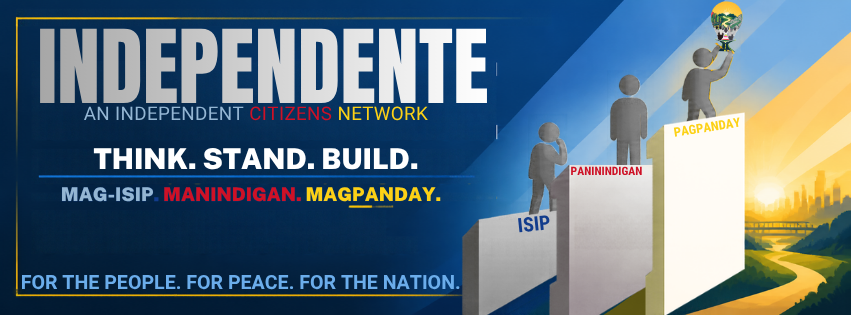 INDEPENDENTE
AN INDEPENDENT CITIZENS NETWORK
THINK. STAND. BUILD.
MAG-ISIP. MANINDIGAN. MAGPANDAY.
FOR THE PEOPLE. FOR PEACE. FOR THE NATION.
ISIP
PANININDIGAN
PAGPANDAY